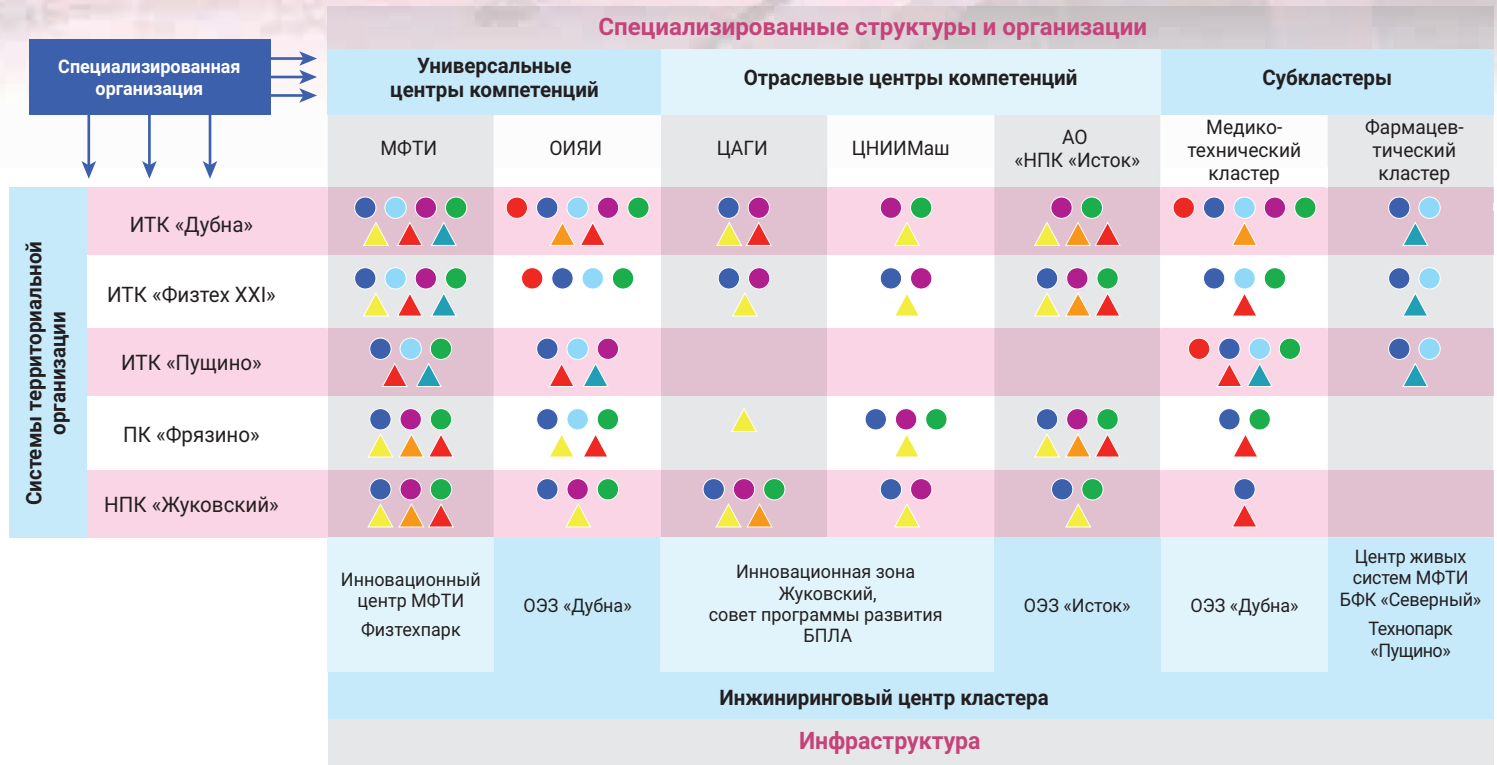 Специализированные структуры и организации
Специализированная
организация
Универсальные
центры компетенций
Отраслевые центры компетенций
Субкластеры
МФТИ
ОИЯИ
ЦАГИ
ЦНИИМаш
АО
«НПК «Исток»
Медико-
технический
кластер
Фармацев-
тический
кластер
Системы территориальной
организации
ИТК «Дубна»
ИТК «Физтех XXI»
ИТК «Пущино»
ПК «Фрязино»
НПК «Жуковский»
Инновационный
центр МФТИ
Физтехпарк
ОЭЗ «Дубна»
Инновационная зона
Жуковский,
совет программы развития
БПЛА
ОЭЗ «Исток»
ОЭЗ «Дубна»
Центр живых
систем МФТИ
БФК «Северный»
Технопарк
«Пущино»
Инжиниринговый центр кластера
Инфраструктура